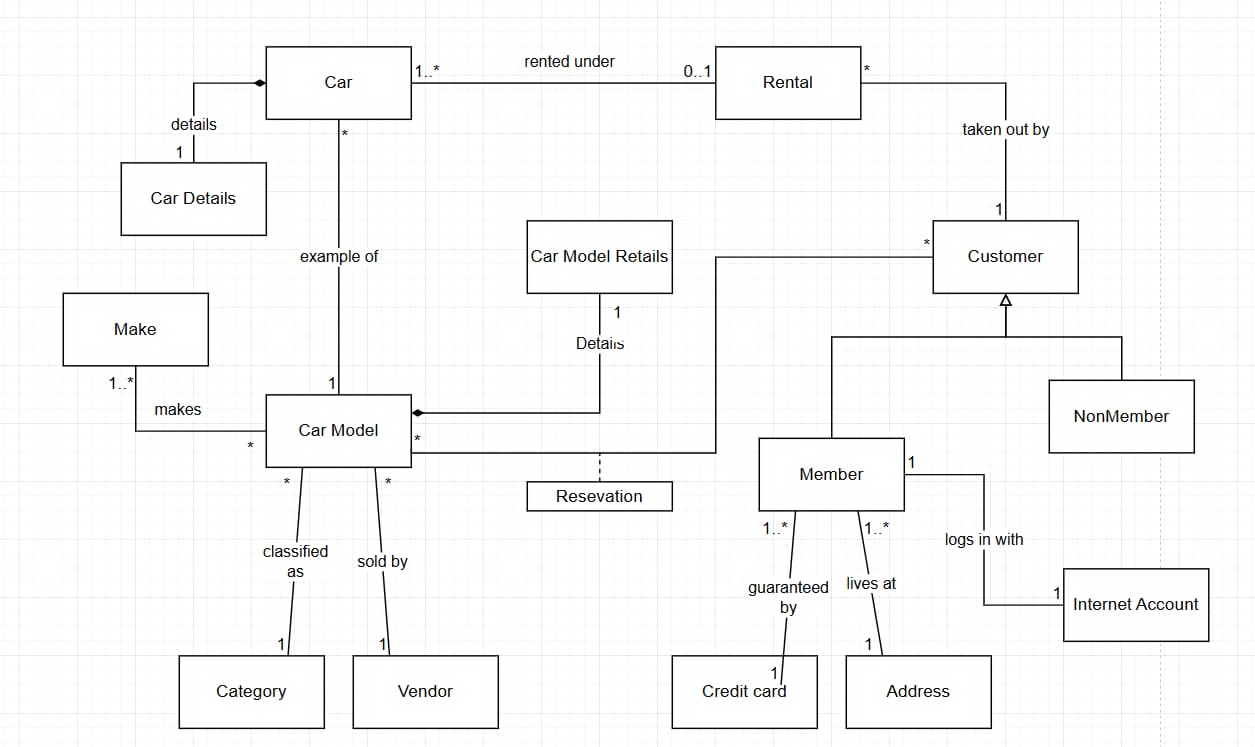 rented under
1..*
0..1
*
Car
Rental
details
taken out by
*
1
Car Details
1
*
Car Model Retails
Customer
example of
1
Make
Details
1..*
1
makes
NonMember
*
Car Model
*
1
Member
*
*
Resevation
1..*
1..*
logs in with
classified
as
sold by
guaranteed
by
lives at
1
Internet Account
1
1
1
1
Category
Vendor
Credit card
Address